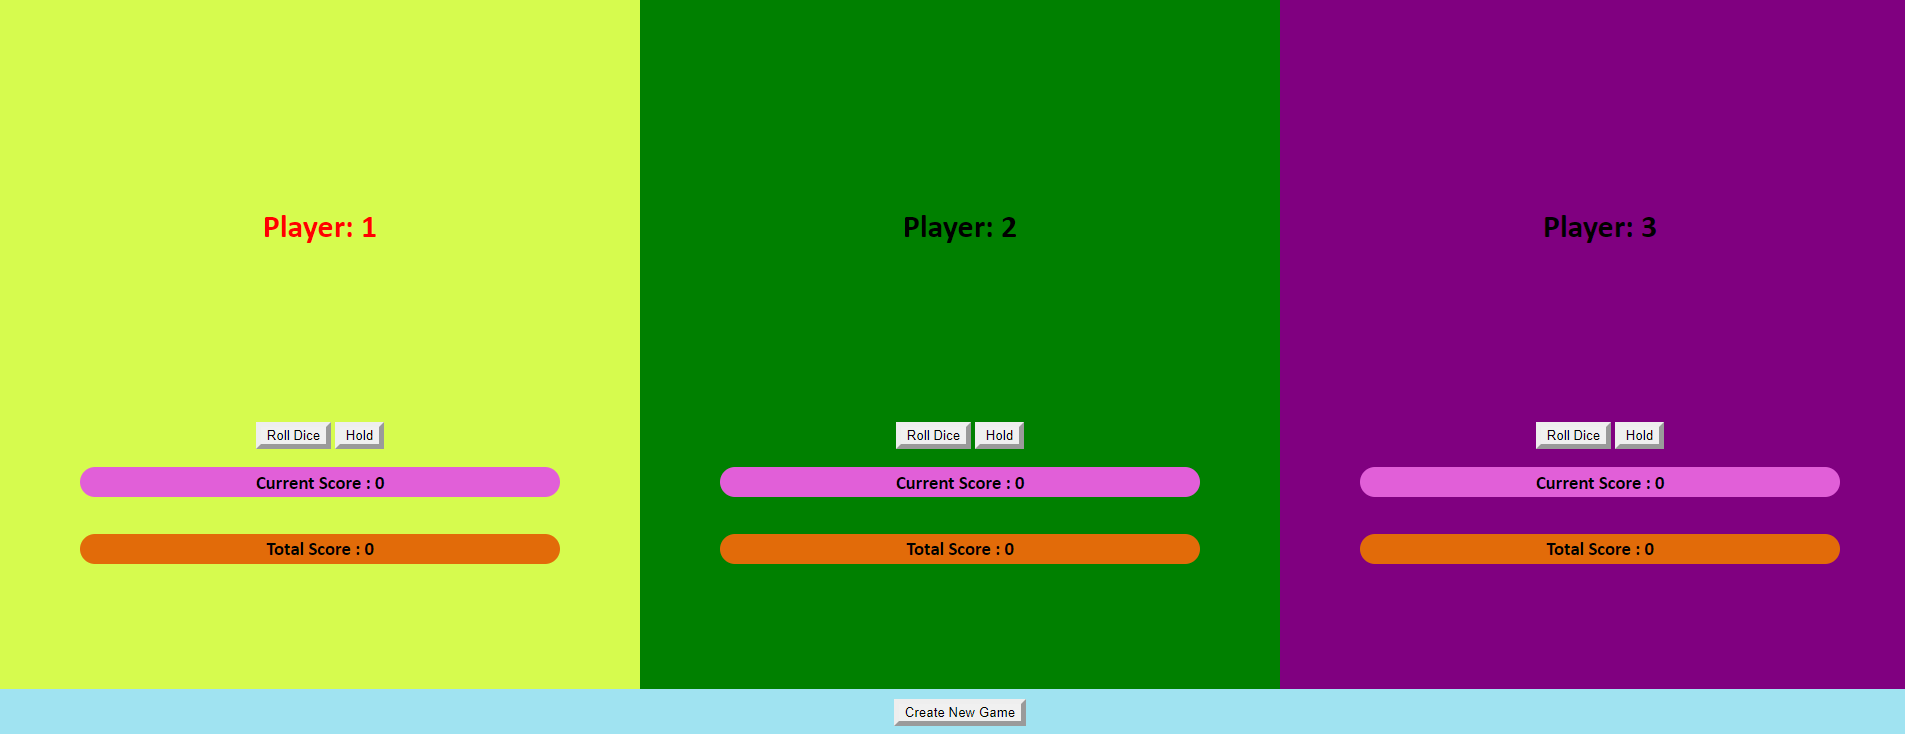 Player: 1
Player: 2
Player: 3
Roll Dice Hold
Roll Dice Hold
Roll Dice Hold
Current Score : 0
Current Score : 0
Current Score : 0
Total Score : 0
Total Score : 0
Total Score : 0
Create New Game